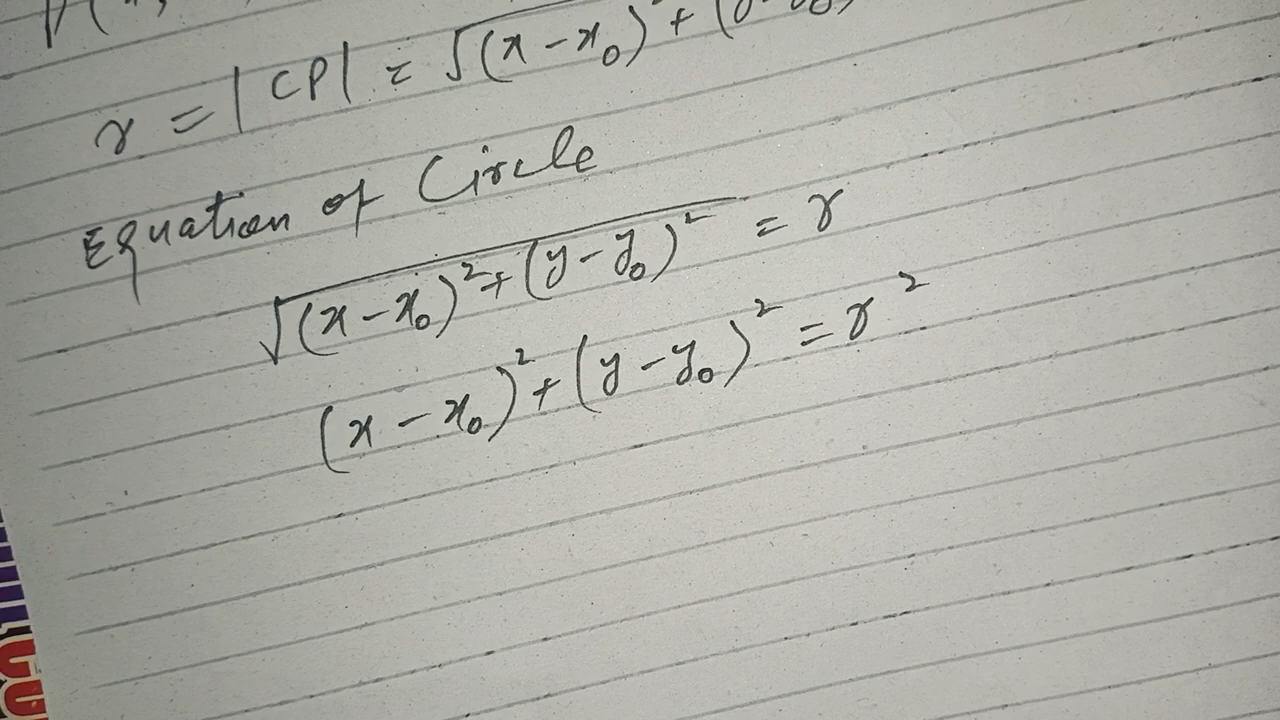 r = |CP| = √(x - x₀)² + (y
Equation of Circle
√(x - x₀)² + (y - y₀)² = r
(x - x₀)² + (y - y₀)² = r²